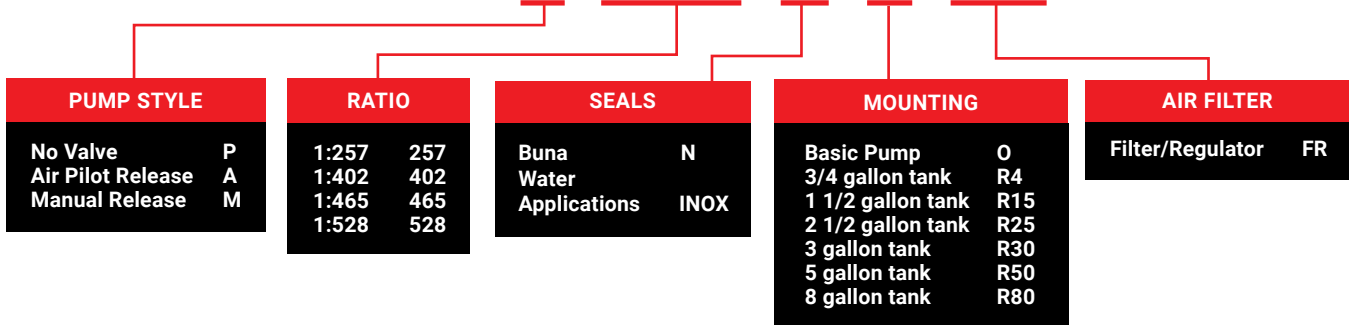 PUMP STYLE
No Valve P
Air Pilot Release A
Manual Release M
RATIO
1:257 257
1:402 402
1:465 465
1:528 528
SEALS
Buna N
Water
Applications INOX
MOUNTING
Basic Pump O
3/4 gallon tank R4
1 1/2 gallon tank R15
2 1/2 gallon tank R25
3 gallon tank R30
5 gallon tank R50
8 gallon tank R80
AIR FILTER
Filter/Regulator FR